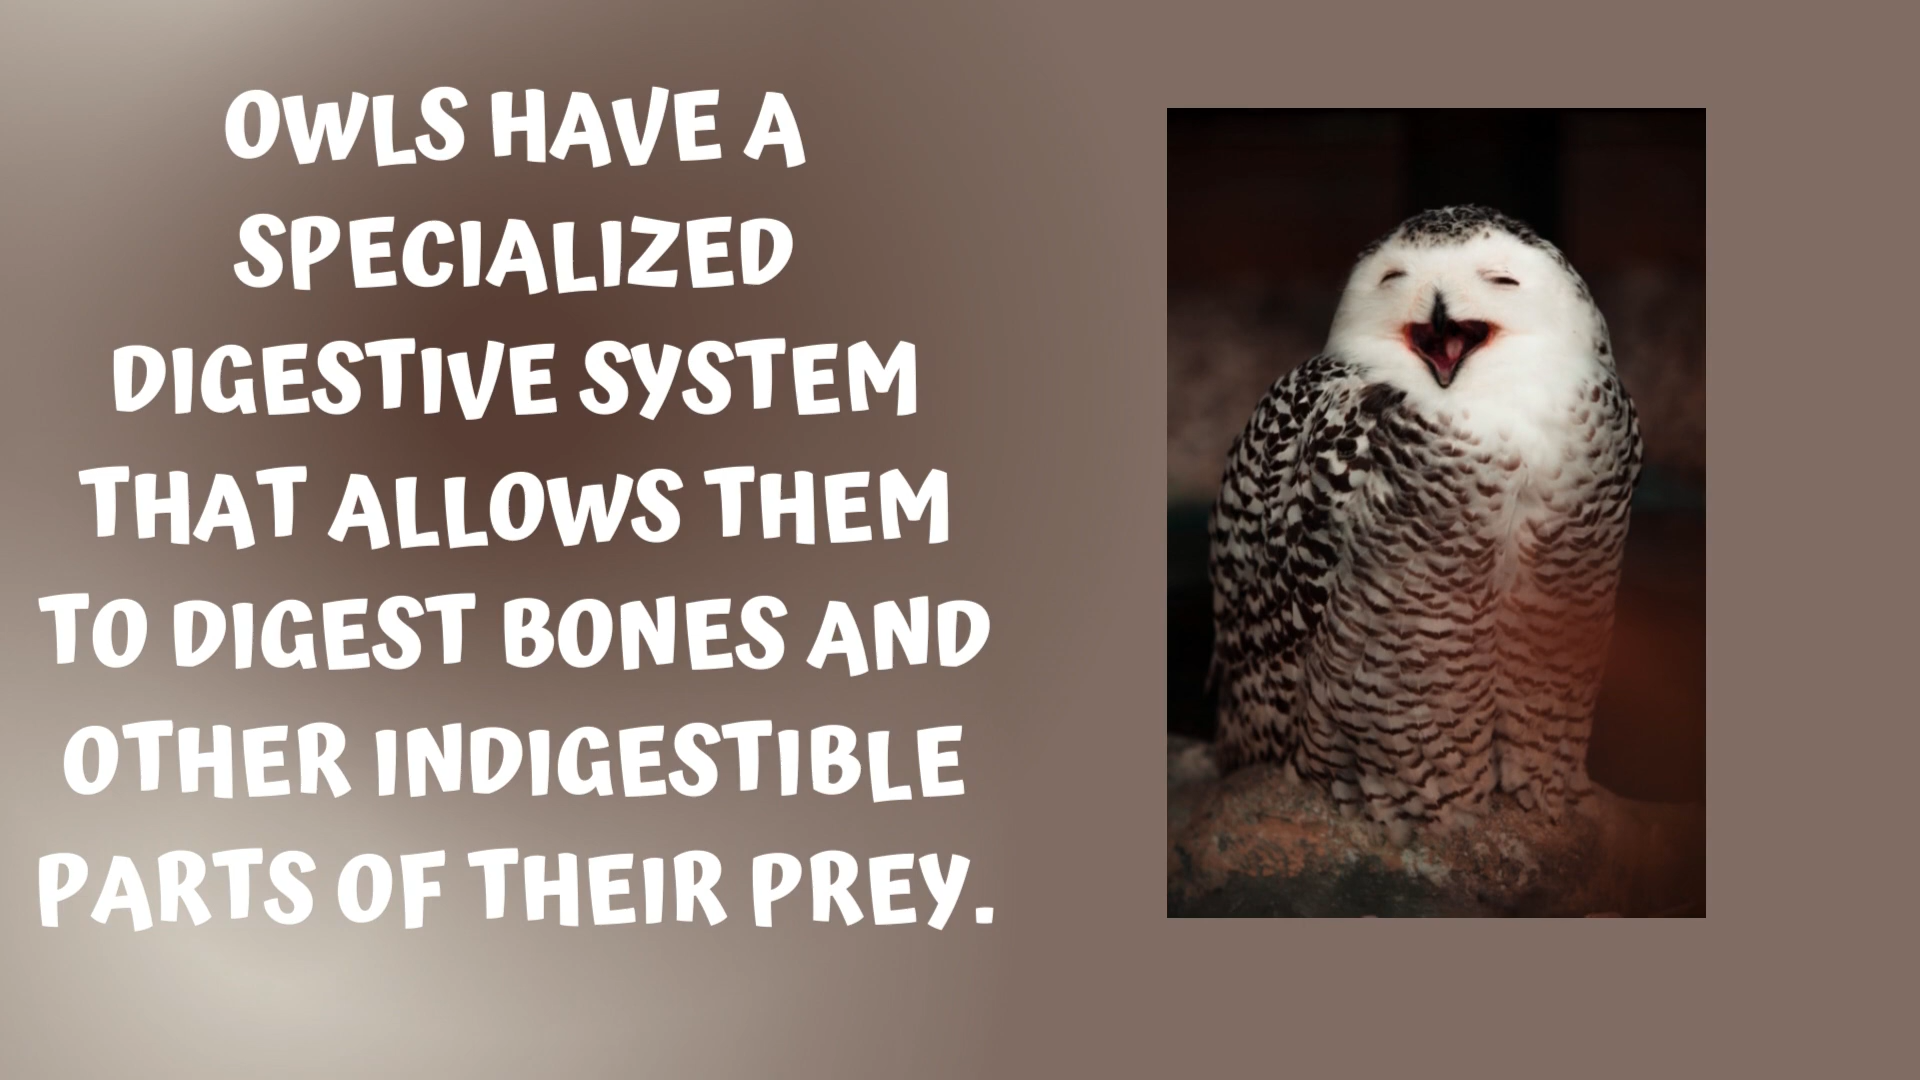 OWLS HAVE A
SPECIALIZED
DIGESTIVE SYSTEM
THAT ALLOWS THEM
TO DIGEST BONES AND
OTHER INDIGESTIBLE
PARTS OF THEIR PREY.